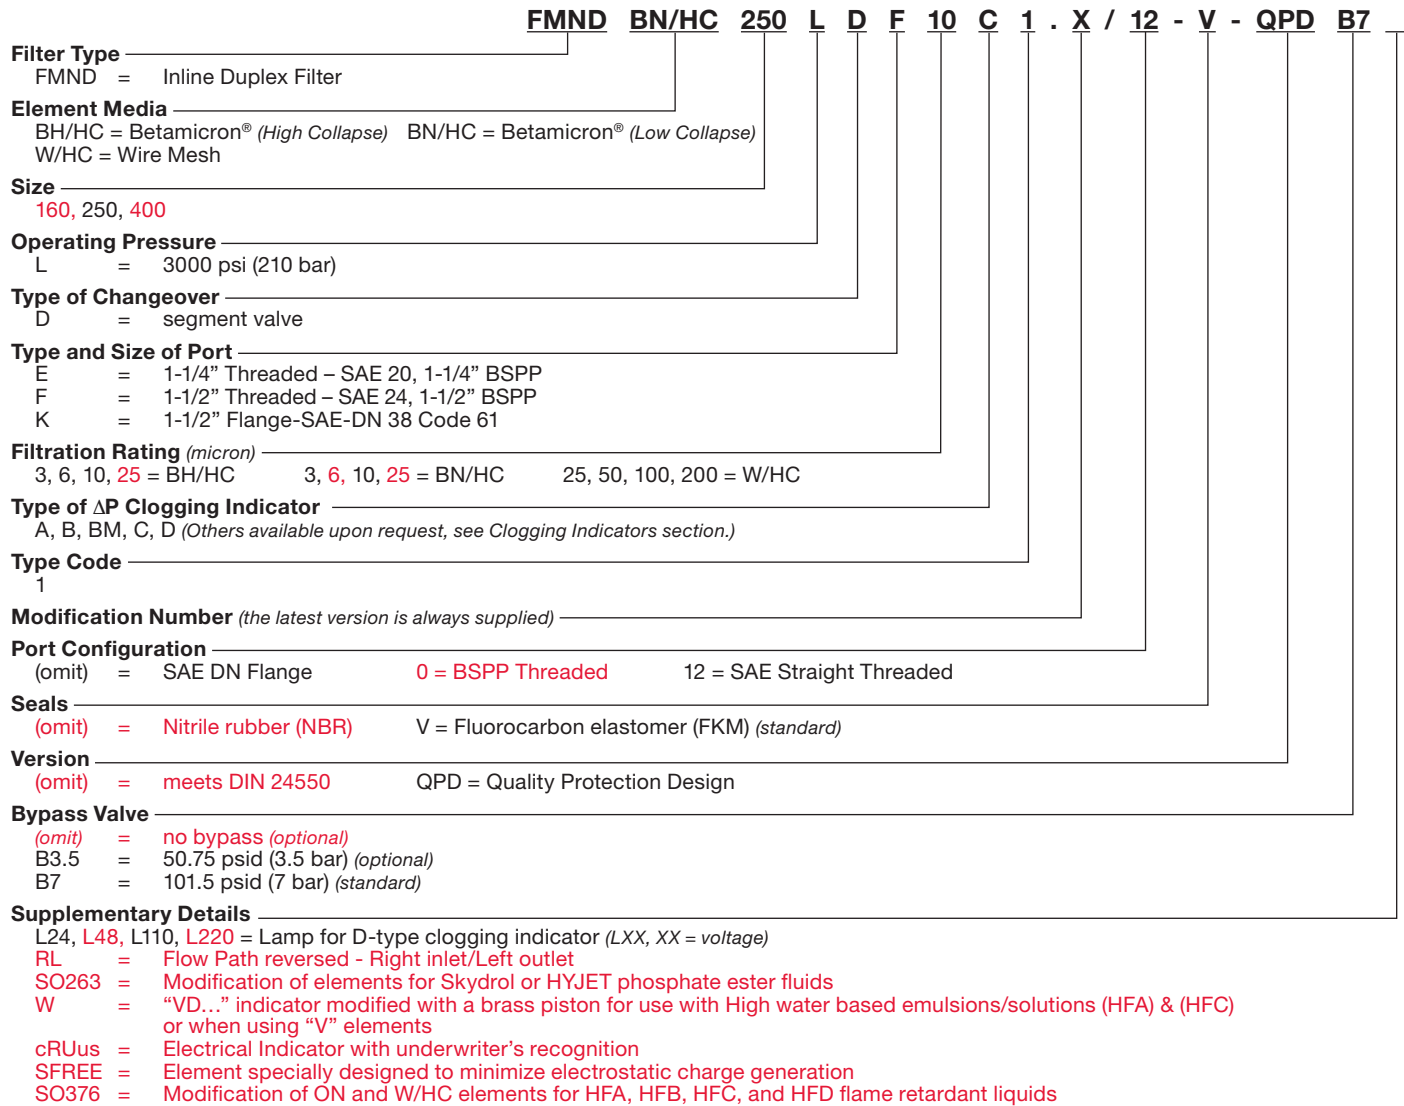 FMND BN/HC 250 L D F 10 C 1 . X / 12 - V - QPD B7
Filter Type
FMND = Inline Duplex Filter
Element Media
BH/HC = Betamicron® (High Collapse) BN/HC = Betamicron® (Low Collapse)
W/HC = Wire Mesh
Size
160, 250, 400
Operating Pressure
L = 3000 psi (210 bar)
Type of Changeover
D = segment valve
Type and Size of Port
E = 1-1/4” Threaded – SAE 20, 1-1/4” BSPP
F = 1-1/2” Threaded – SAE 24, 1-1/2” BSPP
K = 1-1/2” Flange-SAE-DN 38 Code 61
Filtration Rating (micron)
3, 6, 10, 25 = BH/HC 3, 6, 10, 25 = BN/HC 25, 50, 100, 200 = W/HC
Type of ΔP Clogging Indicator
A, B, BM, C, D (Others available upon request, see Clogging Indicators section.)
Type Code
1
Modification Number (the latest version is always supplied)
Port Configuration
(omit) = SAE DN Flange 0 = BSPP Threaded 12 = SAE Straight Threaded
Seals
(omit) = Nitrile rubber (NBR) V = Fluorocarbon elastomer (FKM) (standard)
Version
(omit) = meets DIN 24550 QPD = Quality Protection Design
Bypass Valve
(omit) = no bypass (optional)
B3.5 = 50.75 psid (3.5 bar) (optional)
B7 = 101.5 psid (7 bar) (standard)
Supplementary Details
L24, L48, L110, L220 = Lamp for D-type clogging indicator (LXX, XX = voltage)
RL = Flow Path reversed - Right inlet/Left outlet
SO263 = Modification of elements for Skydrol or HYJET phosphate ester fluids
W = “VD…” indicator modified with a brass piston for use with High water based emulsions/solutions (HFA) & (HFC)
or when using “V” elements
cRUus = Electrical Indicator with underwriter’s recognition
SFREE = Element specially designed to minimize electrostatic charge generation
SO376 = Modification of ON and W/HC elements for HFA, HFB, HFC, and HFD flame retardant liquids